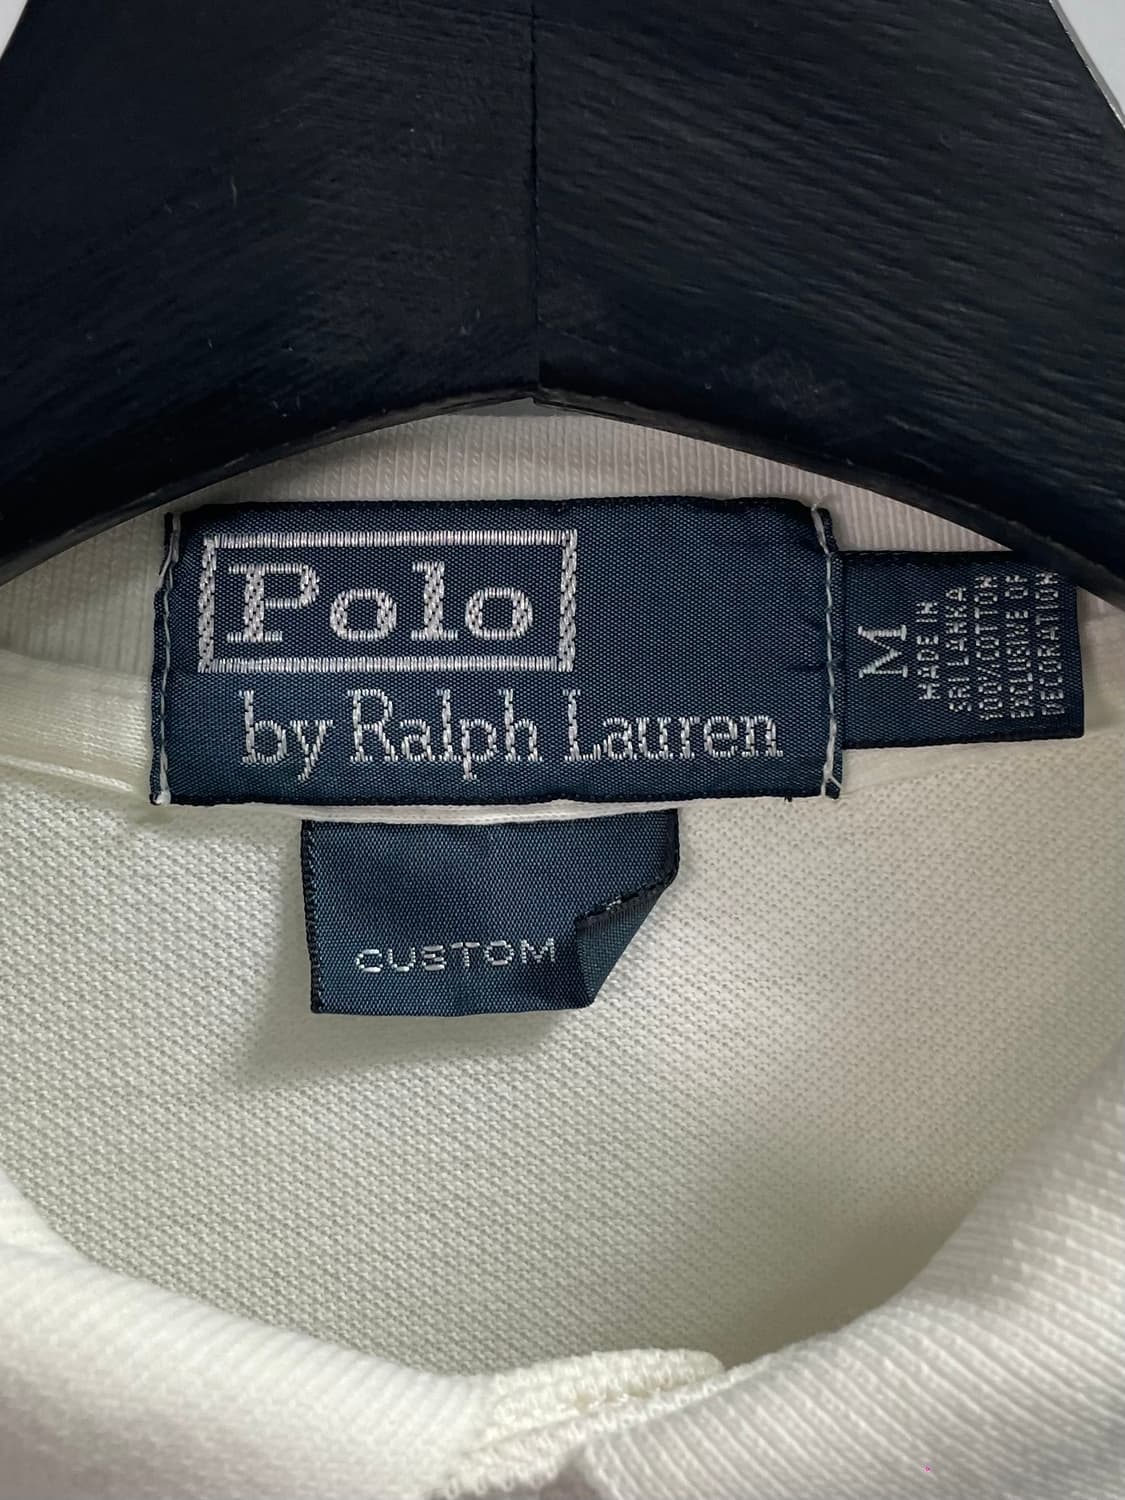 Polo
by Ralph Lauren
M
MADE IN
SRI LANKA
100%COTTON
EXCLUSIVE OF
DECORATION
CUSTOM